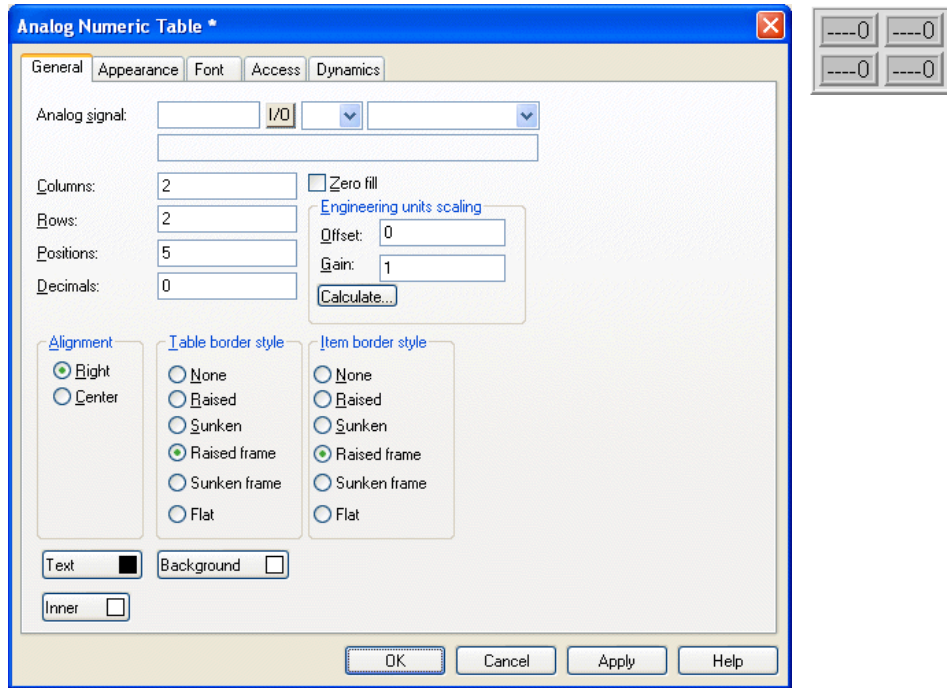 Analog Numeric Table *
General Appearance Font Access Dynamics
Analog signal: I/O
Columns: 2 Zero fill
Rows: 2
Positions: 5
Decimals: 0
Engineering units scaling
Offset: 0
Gain: 1
Calculate...
Alignment
Right
Center
Table border style
None
Raised
Sunken
Raised frame
Sunken frame
Flat
Item border style
None
Raised
Sunken
Raised frame
Sunken frame
Flat
Text Background
Inner
OK Cancel Apply Help
----0 ----0
----0 ----0